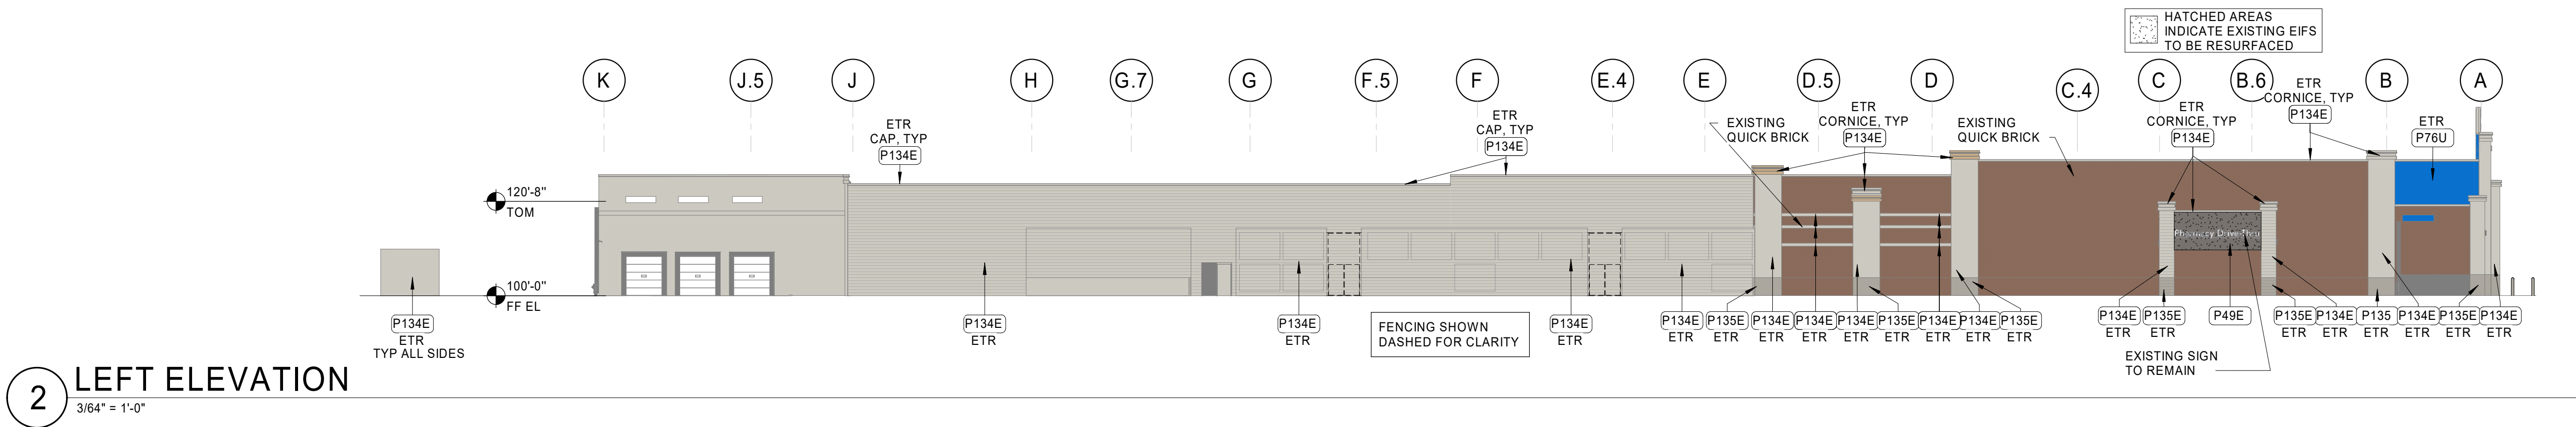 HATCHED AREAS
INDICATE EXISTING EIFS
TO BE RESURFACED
K
J.5
J
H
G.7
G
F.5
F
E.4
E
D.5
D
C.4
C
B.6
B
A
ETR
CAP, TYP
P134E
ETR
CAP, TYP
P134E
EXISTING
QUICK BRICK
ETR
CORNICE, TYP
P134E
EXISTING
QUICK BRICK
ETR
CORNICE, TYP
P134E
ETR
CORNICE, TYP
P134E
ETR
P76U
120'-8"
TOM
100'-0"
FF EL
Pharmacy Drive-Thru
P134E
ETR
TYP ALL SIDES
P134E
ETR
P134E
ETR
FENCING SHOWN
DASHED FOR CLARITY
P134E
ETR
P134E
ETR
P135E
ETR
P134E
ETR
P134E
ETR
P134E
ETR
P135E
ETR
P134E
ETR
P134E
ETR
P135E
ETR
P134E
ETR
P135E
ETR
P49E
P135E
ETR
P134E
ETR
P135
ETR
P134E
ETR
P135E
ETR
P134E
ETR
EXISTING SIGN
TO REMAIN
2
LEFT ELEVATION
3/64" = 1'-0"